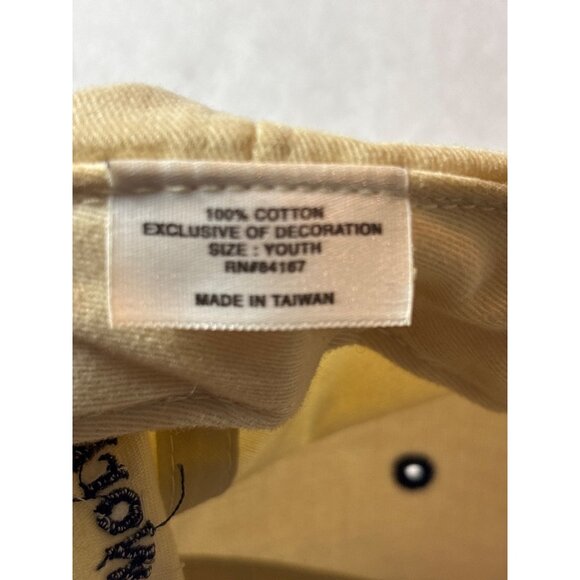 100% COTTON
EXCLUSIVE OF DECORATION
SIZE : YOUTH
RN#84167
MADE IN TAIWAN